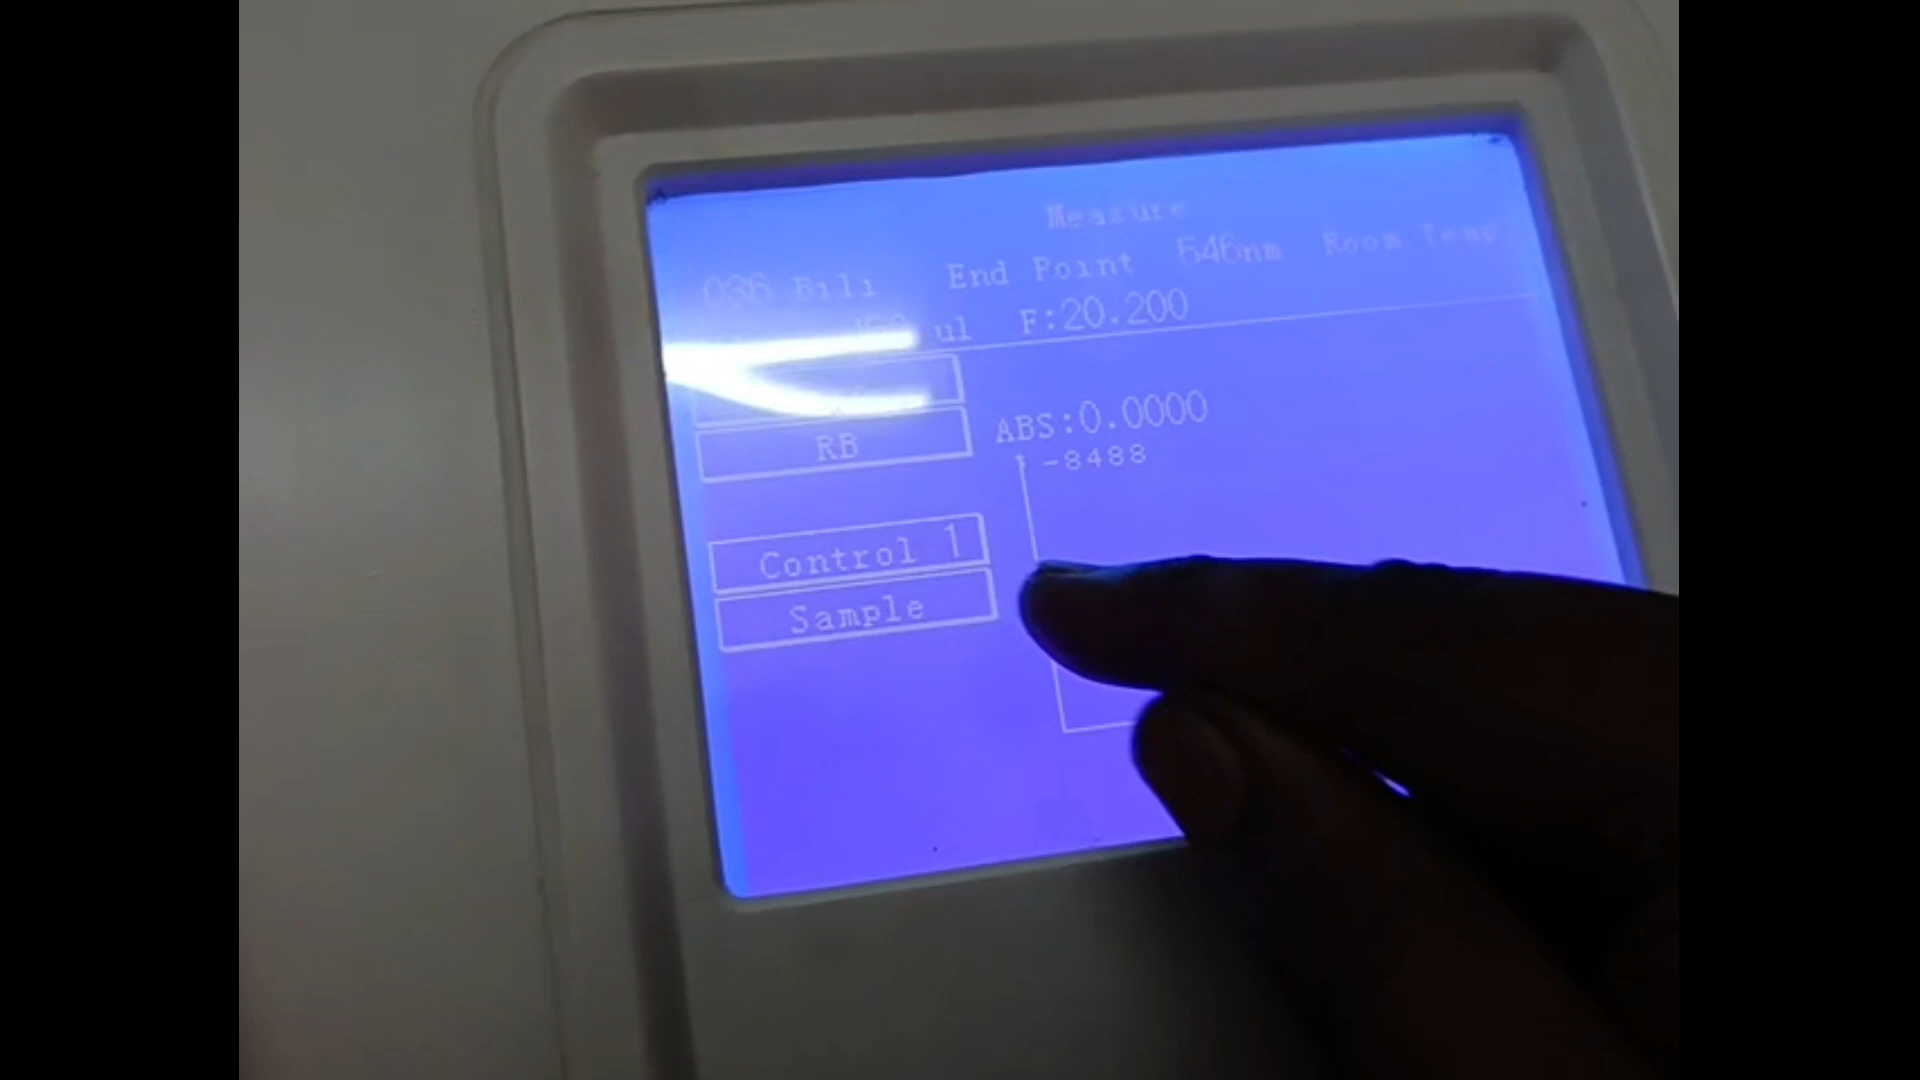 Measure
036 Bili End Point 546nm Room Temp
ul F:20.200
RB
ABS:0.0000
-8488
Control 1
Sample